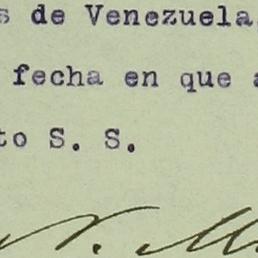 s de Venezuela
fecha en que a
to S. S.
N. M